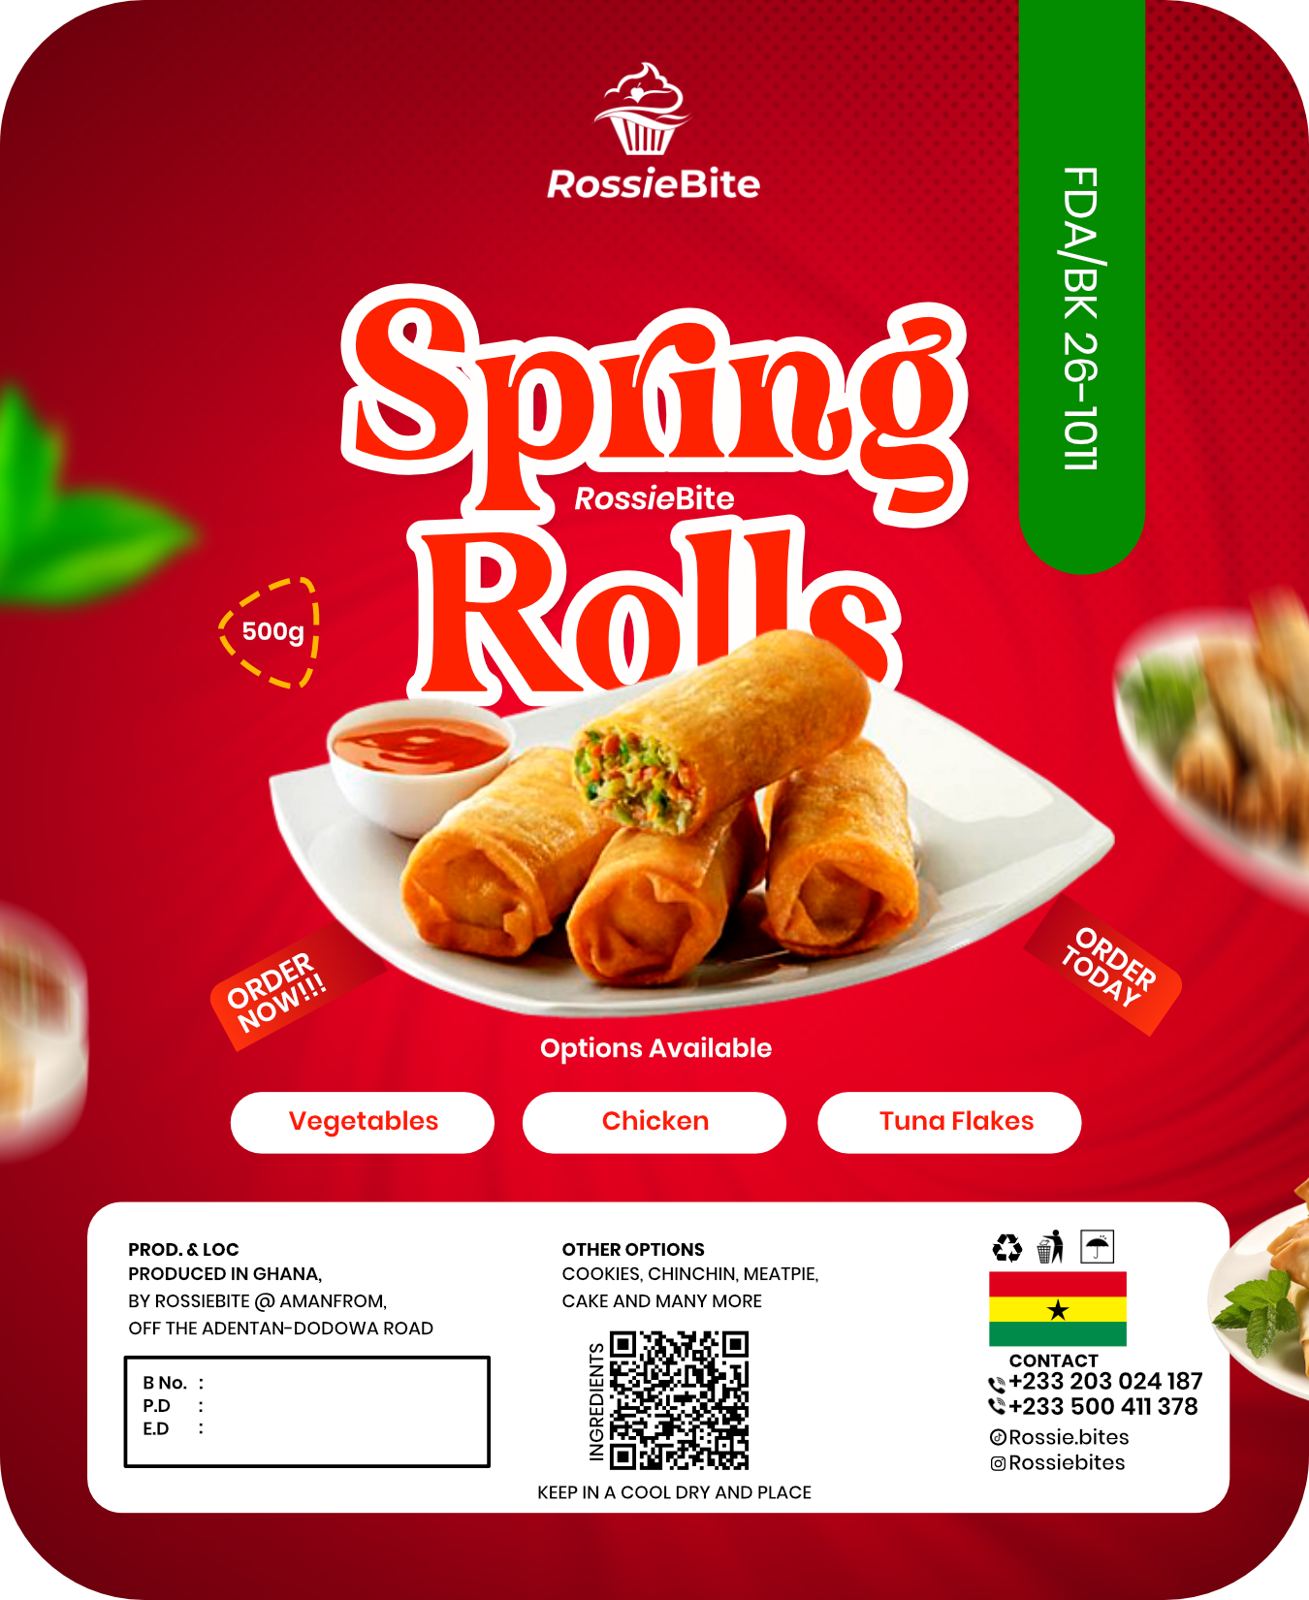 RossieBite
FDA/BK 26-1011
Spring
RossieBite
Rolls
500g
ORDER
NOW!!!
ORDER
TODAY
Options Available
Vegetables
Chicken
Tuna Flakes
PROD. & LOC
PRODUCED IN GHANA,
BY ROSSIEBITE @ AMANFROM,
OFF THE ADENTAN-DODOWA ROAD
B No. :
P.D :
E.D :
OTHER OPTIONS
COOKIES, CHINCHIN, MEATPIE,
CAKE AND MANY MORE
INGREDIENTS
KEEP IN A COOL DRY AND PLACE
CONTACT
+233 203 024 187
+233 500 411 378
Rossie.bites
Rossiebites